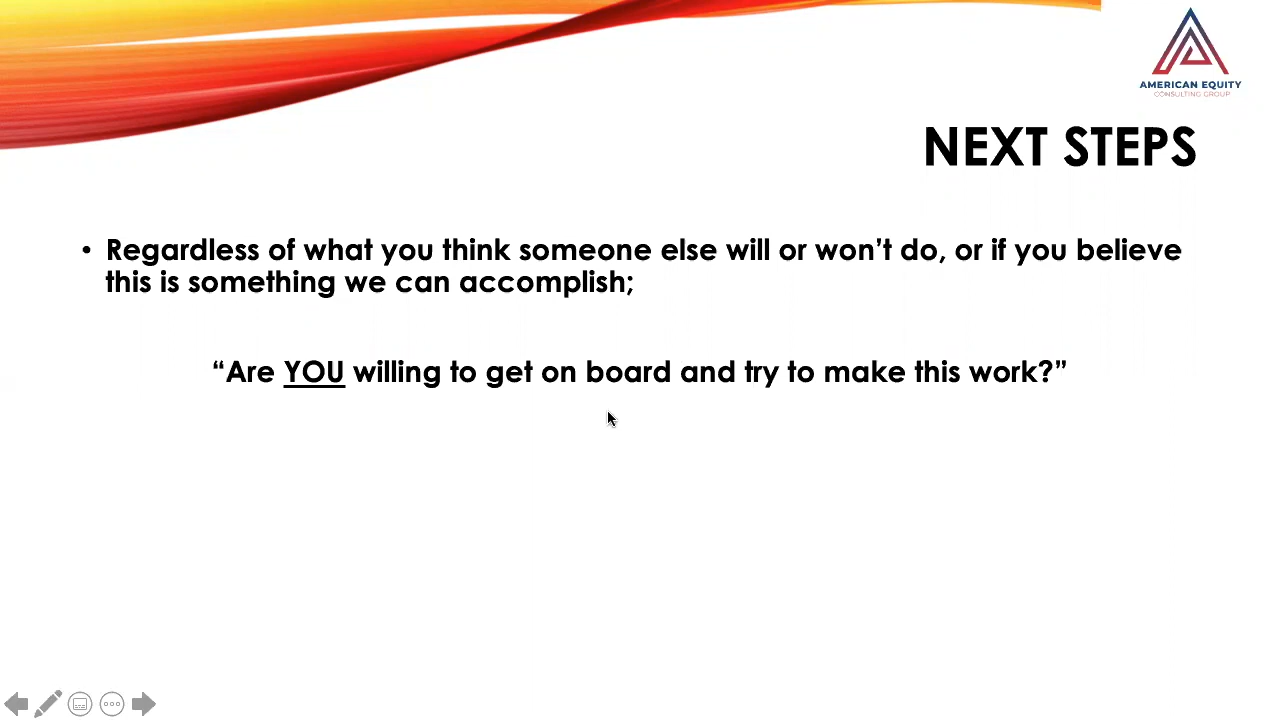 AMERICAN EQUITY
CONSULTING GROUP
NEXT STEPS
• Regardless of what you think someone else will or won’t do, or if you believe
this is something we can accomplish;
“Are YOU willing to get on board and try to make this work?”